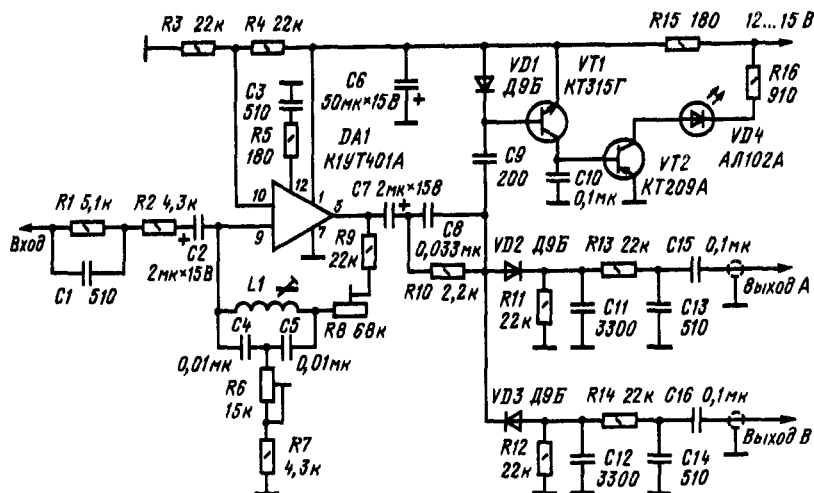 R3 22к
R4 22к
R15 180
12...15 В
C3
510
R5
180
C6
50мк×15В
+
VD1
Д9Б
VT1
КТ315Г
R16
910
DA1
К1УТ401А
C9
200
VD4
АЛ102А
VT2
КТ209А
C10
0,1мк
12
10
9
1
5
7
C7 2мк×15В
+
R1 5,1к
R2 4,3к
Вход
+
C2
2мк×15В
C1
510
R9
22к
C8
0,033мк
R10 2,2к
VD2 Д9Б
R13 22к
C15
0,1мк
Выход А
R11
22к
C11
3300
C13
510
L1
R8 68к
C4
0,01мк
C5
0,01мк
R6
15к
R7
4,3к
VD3 Д9Б
R14 22к
C16 0,1мк
Выход В
R12
22к
C12
3300
C14
510